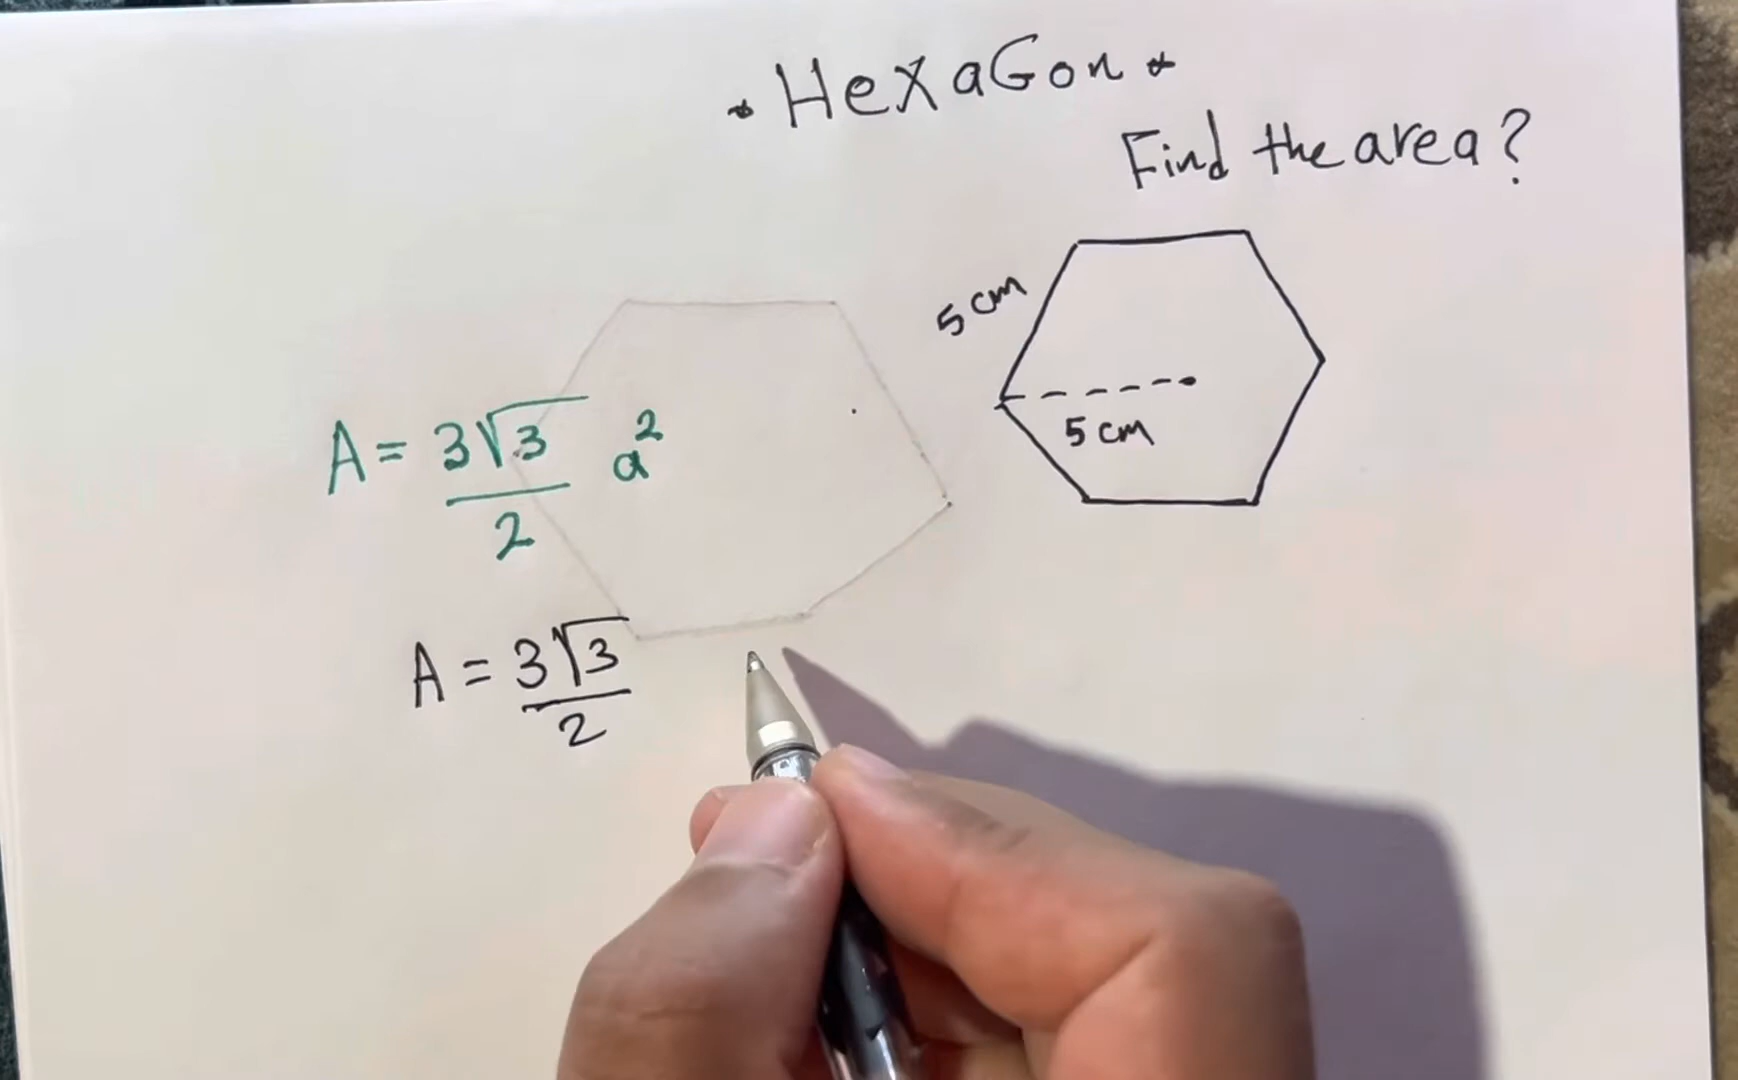 * HexaGon *
Find the area?
5 cm
5 cm
A = 3√3 / 2 a²
A = 3√3 / 2